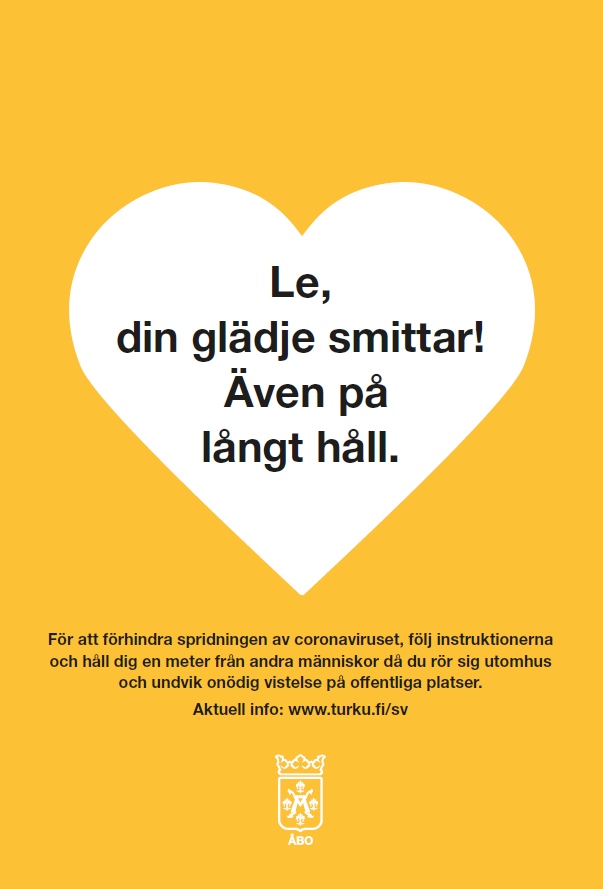 Le,
din glädje smittar!
Även på
långt håll.
För att förhindra spridningen av coronaviruset, följ instruktionerna
och håll dig en meter från andra människor då du rör sig utomhus
och undvik onödig vistelse på offentliga platser.
Aktuell info: www.turku.fi/sv
ÅBO